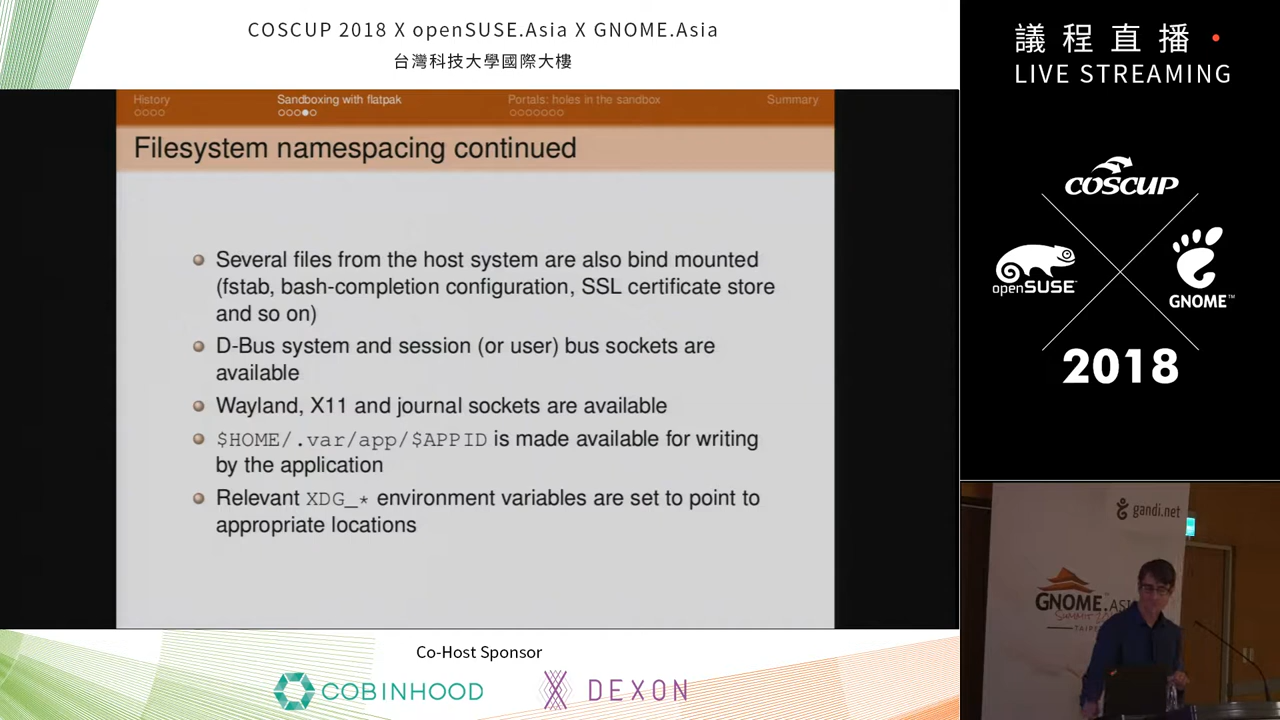 COSCUP 2018 X openSUSE.Asia X GNOME.Asia
台灣科技大學國際大樓
議程直播
LIVE STREAMING
History
Sandboxing with flatpak
Portals: holes in the sandbox
Summary
Filesystem namespacing continued
Several files from the host system are also bind mounted
(fstab, bash-completion configuration, SSL certificate store
and so on)
D-Bus system and session (or user) bus sockets are
available
Wayland, X11 and journal sockets are available
$HOME/.var/app/$APPID is made available for writing
by the application
Relevant XDG_* environment variables are set to point to
appropriate locations
COSCUP
openSUSE
GNOME™
2018
gandi.net
GNOME.ASIA
Co-Host Sponsor
COBINHOOD
DEXON